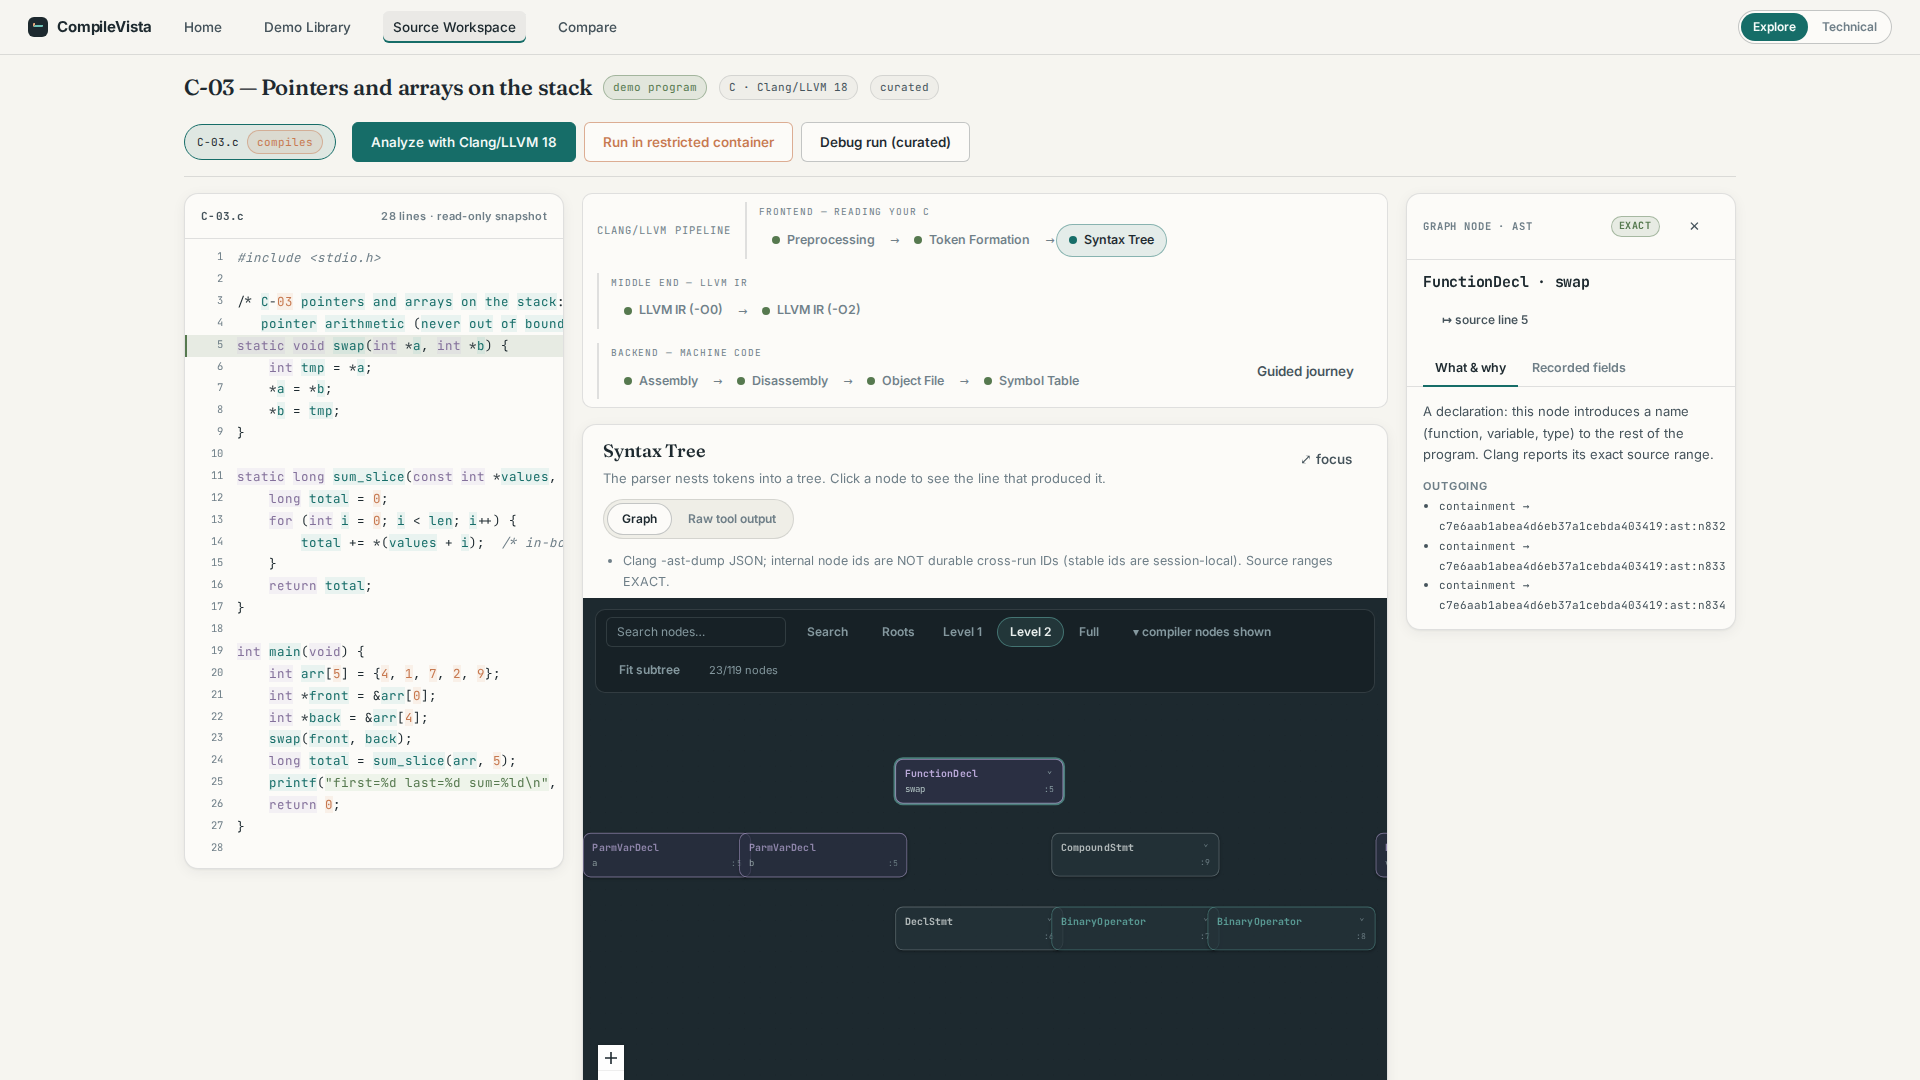 CompileVista
Home
Demo Library
Source Workspace
Compare
Explore
Technical
C-03 — Pointers and arrays on the stack
demo program
C · Clang/LLVM 18
curated
C-03.c
compiles
Analyze with Clang/LLVM 18
Run in restricted container
Debug run (curated)
C-03.c
28 lines · read-only snapshot
1 #include <stdio.h>
2
3 /* C-03 pointers and arrays on the stack:
4 pointer arithmetic (never out of bound
5 static void swap(int *a, int *b) {
6 int tmp = *a;
7 *a = *b;
8 *b = tmp;
9 }
10
11 static long sum_slice(const int *values,
12 long total = 0;
13 for (int i = 0; i < len; i++) {
14 total += *(values + i); /* in-bo
15 }
16 return total;
17 }
18
19 int main(void) {
20 int arr[5] = {4, 1, 7, 2, 9};
21 int *front = &arr[0];
22 int *back = &arr[4];
23 swap(front, back);
24 long total = sum_slice(arr, 5);
25 printf("first=%d last=%d sum=%ld\n",
26 return 0;
27 }
28
CLANG/LLVM PIPELINE
FRONTEND — READING YOUR C
Preprocessing → Token Formation → Syntax Tree
MIDDLE END — LLVM IR
LLVM IR (-O0) → LLVM IR (-O2)
BACKEND — MACHINE CODE
Assembly → Disassembly → Object File → Symbol Table
Guided journey
Syntax Tree
The parser nests tokens into a tree. Click a node to see the line that produced it.
⤢ focus
Graph
Raw tool output
• Clang -ast-dump JSON; internal node ids are NOT durable cross-run IDs (stable ids are session-local). Source ranges
EXACT.
Search nodes…
Search
Roots
Level 1
Level 2
Full
▾ compiler nodes shown
Fit subtree
23/119 nodes
FunctionDecl
swap :5
ParmVarDecl
a
ParmVarDecl
b :5
CompoundStmt
:9
DeclStmt
BinaryOperator
BinaryOperator
:8
+
GRAPH NODE · AST
EXACT
✕
FunctionDecl · swap
↦ source line 5
What & why
Recorded fields
A declaration: this node introduces a name
(function, variable, type) to the rest of the
program. Clang reports its exact source range.
OUTGOING
• containment →
c7e6aab1abea4d6eb37a1cebda403419:ast:n832
• containment →
c7e6aab1abea4d6eb37a1cebda403419:ast:n833
• containment →
c7e6aab1abea4d6eb37a1cebda403419:ast:n834